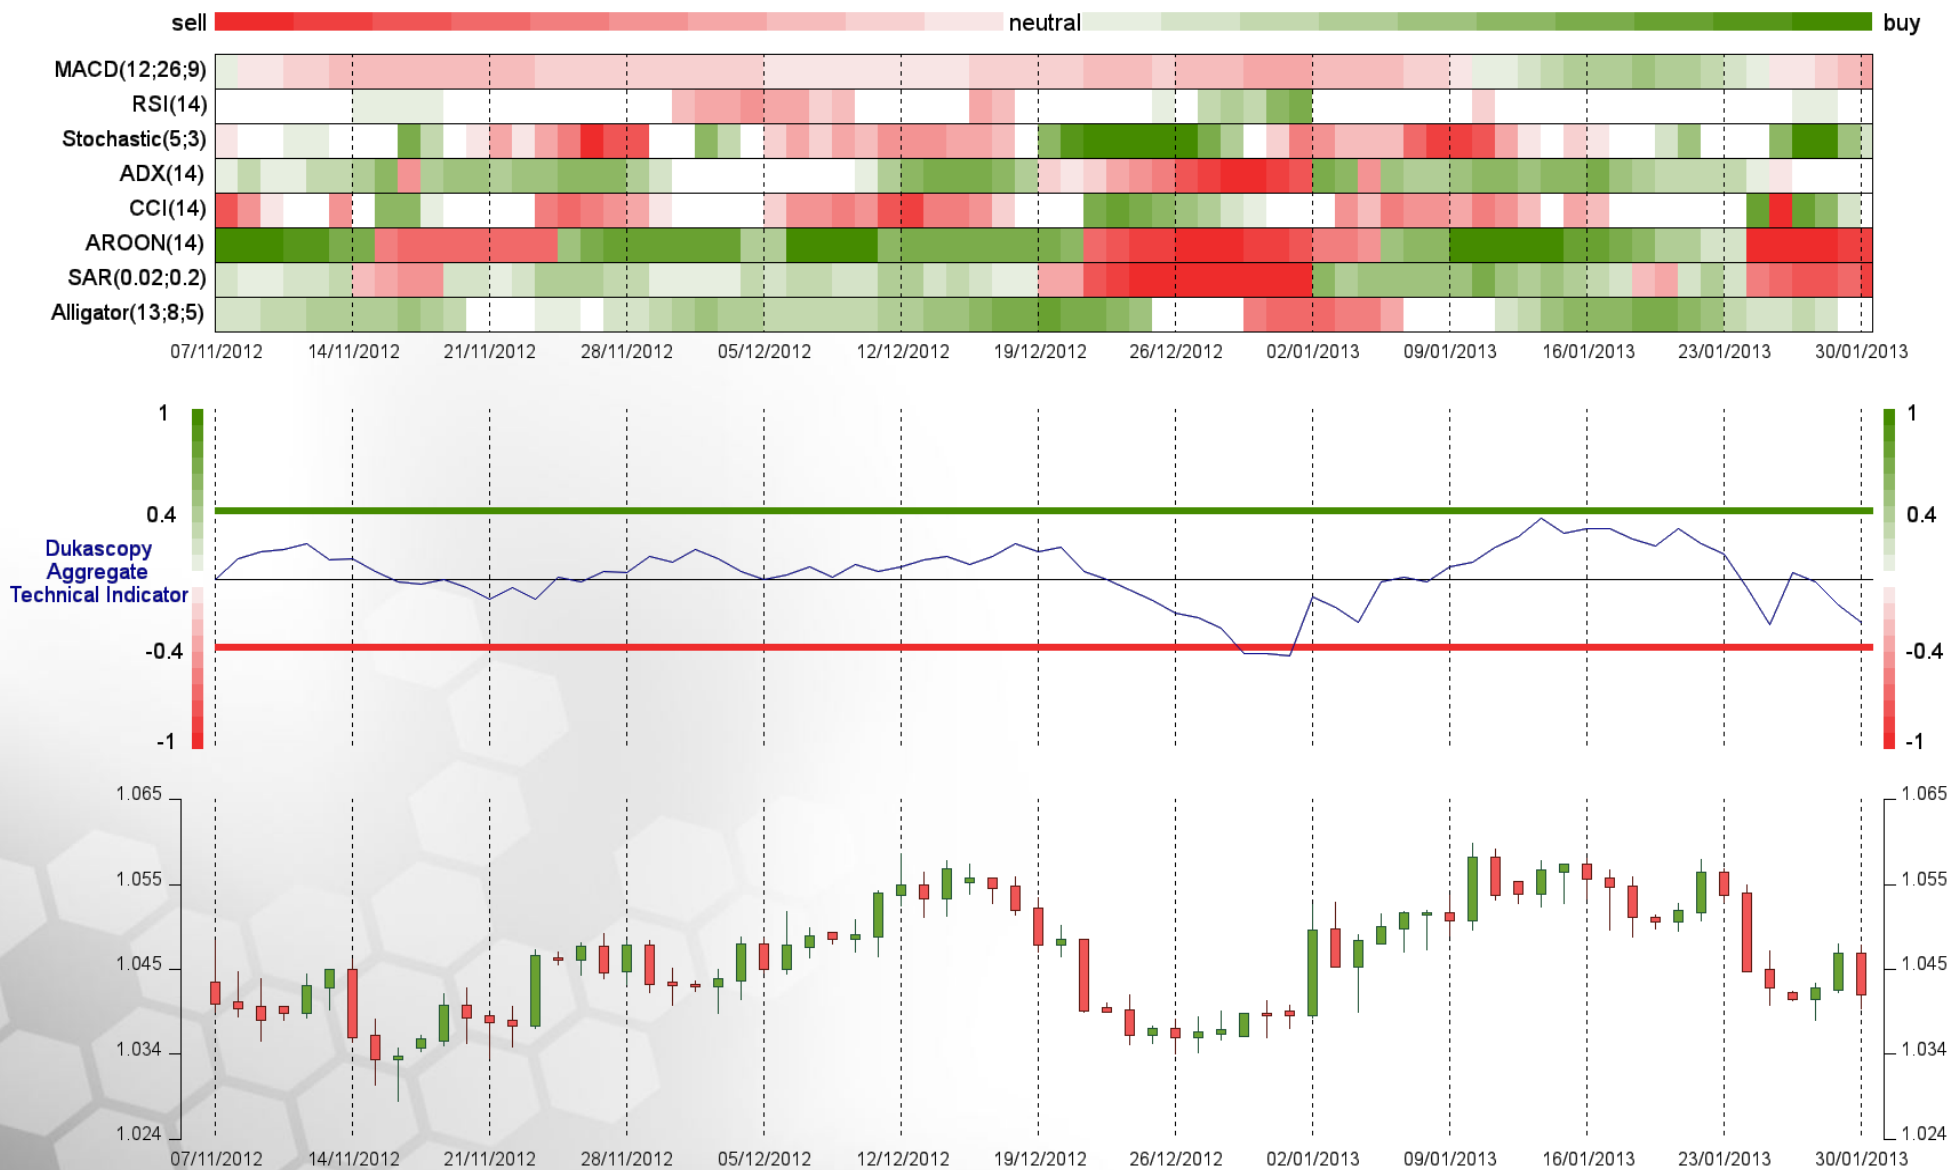 sell neutral buy
MACD(12;26;9)
RSI(14)
Stochastic(5;3)
ADX(14)
CCI(14)
AROON(14)
SAR(0.02;0.2)
Alligator(13;8;5)
07/11/2012 14/11/2012 21/11/2012 28/11/2012 05/12/2012 12/12/2012 19/12/2012 26/12/2012 02/01/2013 09/01/2013 16/01/2013 23/01/2013 30/01/2013
1 1
0.4 0.4
Dukascopy
Aggregate
Technical Indicator
-0.4 -0.4
-1 -1
1.065 1.065
1.055 1.055
1.045 1.045
1.034 1.034
1.024 1.024
07/11/2012 14/11/2012 21/11/2012 28/11/2012 05/12/2012 12/12/2012 19/12/2012 26/12/2012 02/01/2013 09/01/2013 16/01/2013 23/01/2013 30/01/2013